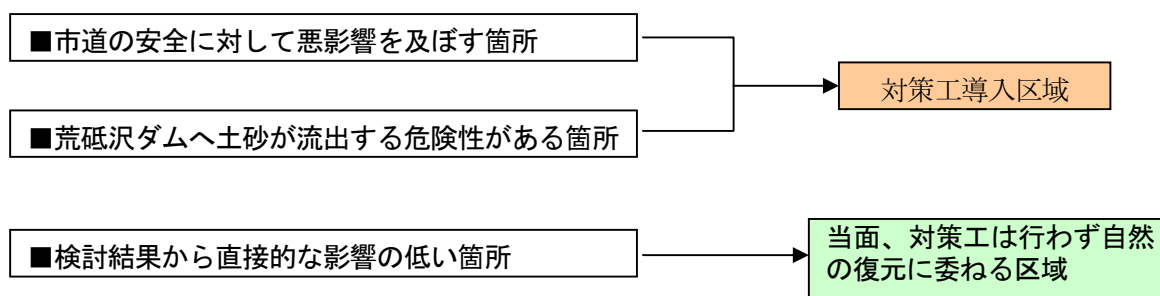 ■市道の安全に対して悪影響を及ぼす箇所
対策工導入区域
■荒砥沢ダムへ土砂が流出する危険性がある箇所
■検討結果から直接的な影響の低い箇所
当面、対策工は行わず自然
の復元に委ねる区域